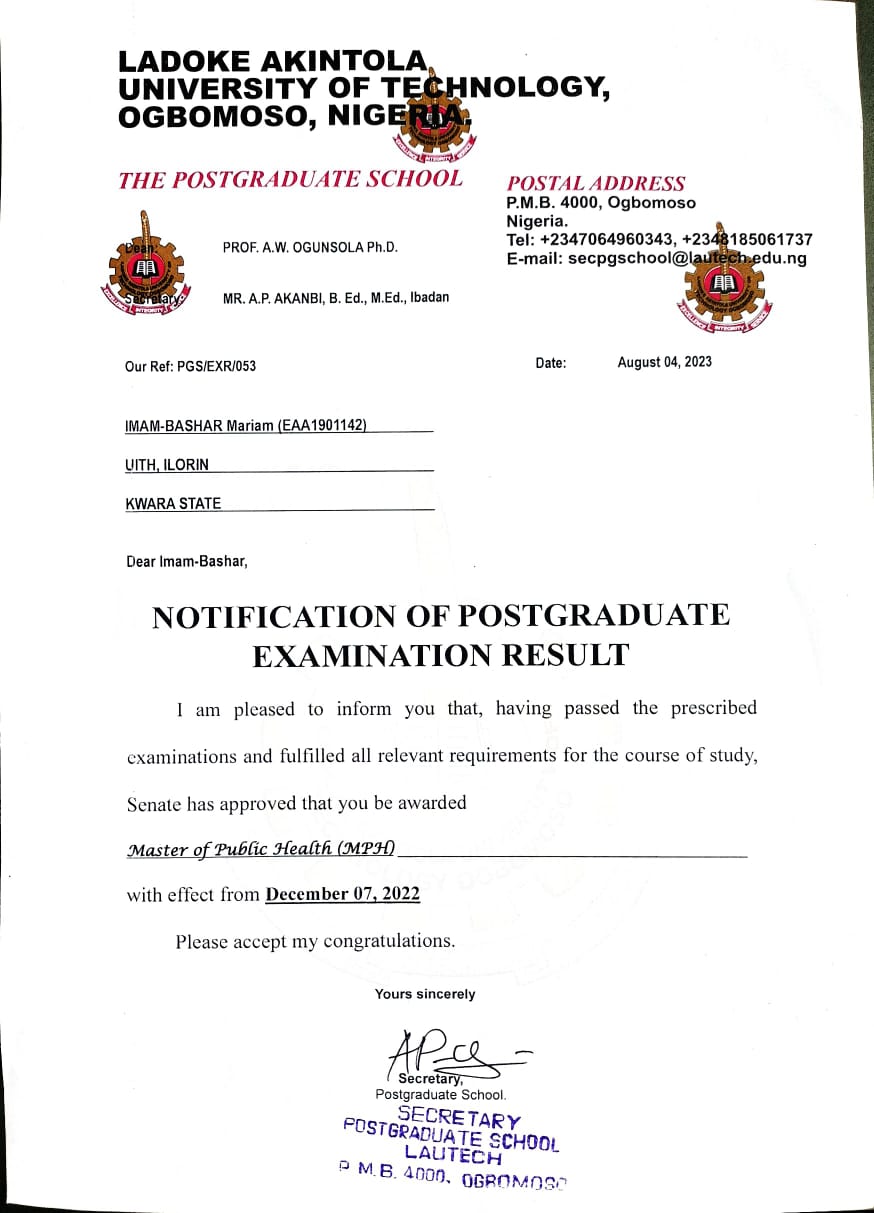 LADOKE AKINTOLA
UNIVERSITY OF TECHNOLOGY,
OGBOMOSO, NIGERIA.
THE POSTGRADUATE SCHOOL
POSTAL ADDRESS
P.M.B. 4000, Ogbomoso
Nigeria.
Tel: +2347064960343, +2348185061737
E-mail: secpgschool@lautech.edu.ng
Dean: PROF. A.W. OGUNSOLA Ph.D.
Secretary: MR. A.P. AKANBI, B. Ed., M.Ed., Ibadan
EXCELLENCE INTEGRITY SERVICE
Our Ref: PGS/EXR/053
Date: August 04, 2023
IMAM-BASHAR Mariam (EAA1901142)
UITH, ILORIN
KWARA STATE
Dear Imam-Bashar,
NOTIFICATION OF POSTGRADUATE
EXAMINATION RESULT
I am pleased to inform you that, having passed the prescribed
examinations and fulfilled all relevant requirements for the course of study,
Senate has approved that you be awarded
Master of Public Health (MPH)
with effect from December 07, 2022
Please accept my congratulations.
Yours sincerely
Secretary,
Postgraduate School.
SECRETARY
POSTGRADUATE SCHOOL
LAUTECH
P.M.B. 4000, OGBOMOSO